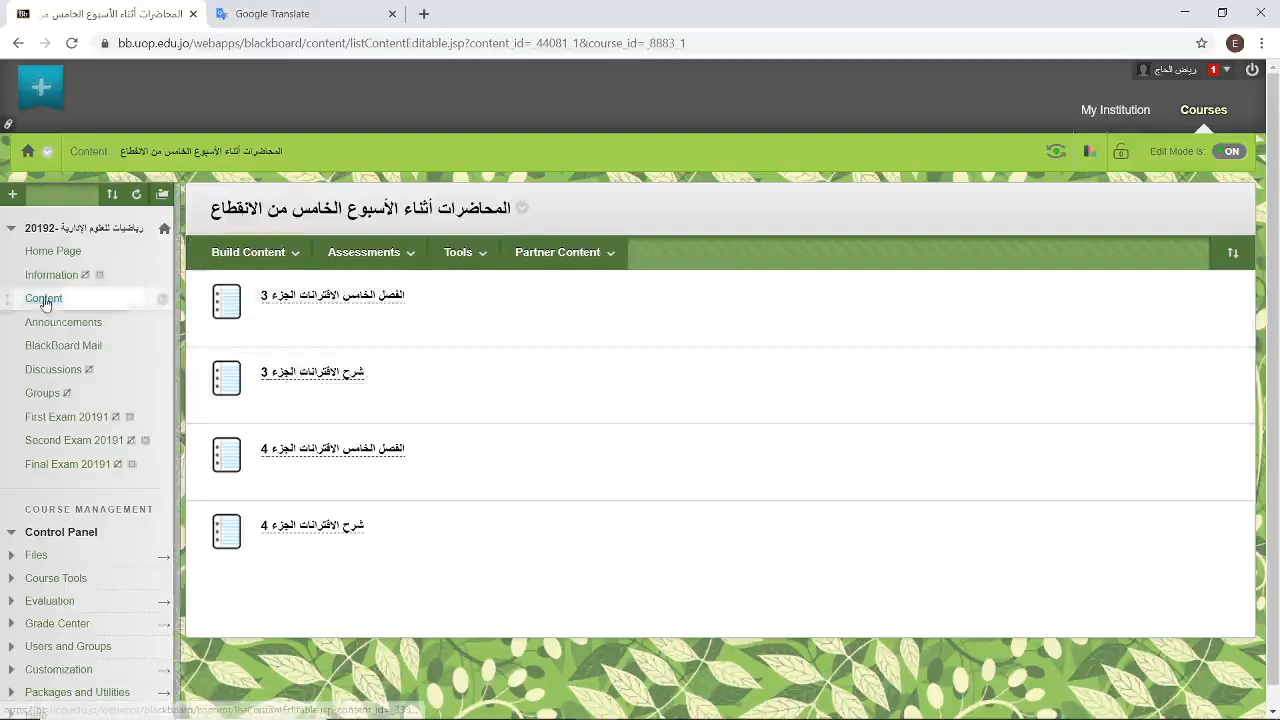 المحاضرات أثناء الأسبوع الخامس من
Google Translate
bb.uop.edu.jo/webapps/blackboard/content/listContentEditable.jsp?content_id=_44081_1&course_id=_8883_1
E
رياض الحاج
1
My Institution
Courses
Content
المحاضرات أثناء الأسبوع الخامس من الانقطاع
Edit Mode is:
ON
المحاضرات أثناء الأسبوع الخامس من الانقطاع
Build Content
Assessments
Tools
Partner Content
رياضيات للعلوم الإدارية -20192
Home Page
Information
Content
Announcements
BlackBoard Mail
Discussions
Groups
First Exam 20191
Second Exam 20191
Final Exam 20191
COURSE MANAGEMENT
Control Panel
Files
Course Tools
Evaluation
Grade Center
Users and Groups
Customization
Packages and Utilities
الفصل الخامس الاقترانات الجزء 3
شرح الاقترانات الجزء 3
الفصل الخامس الاقترانات الجزء 4
شرح الاقترانات الجزء 4